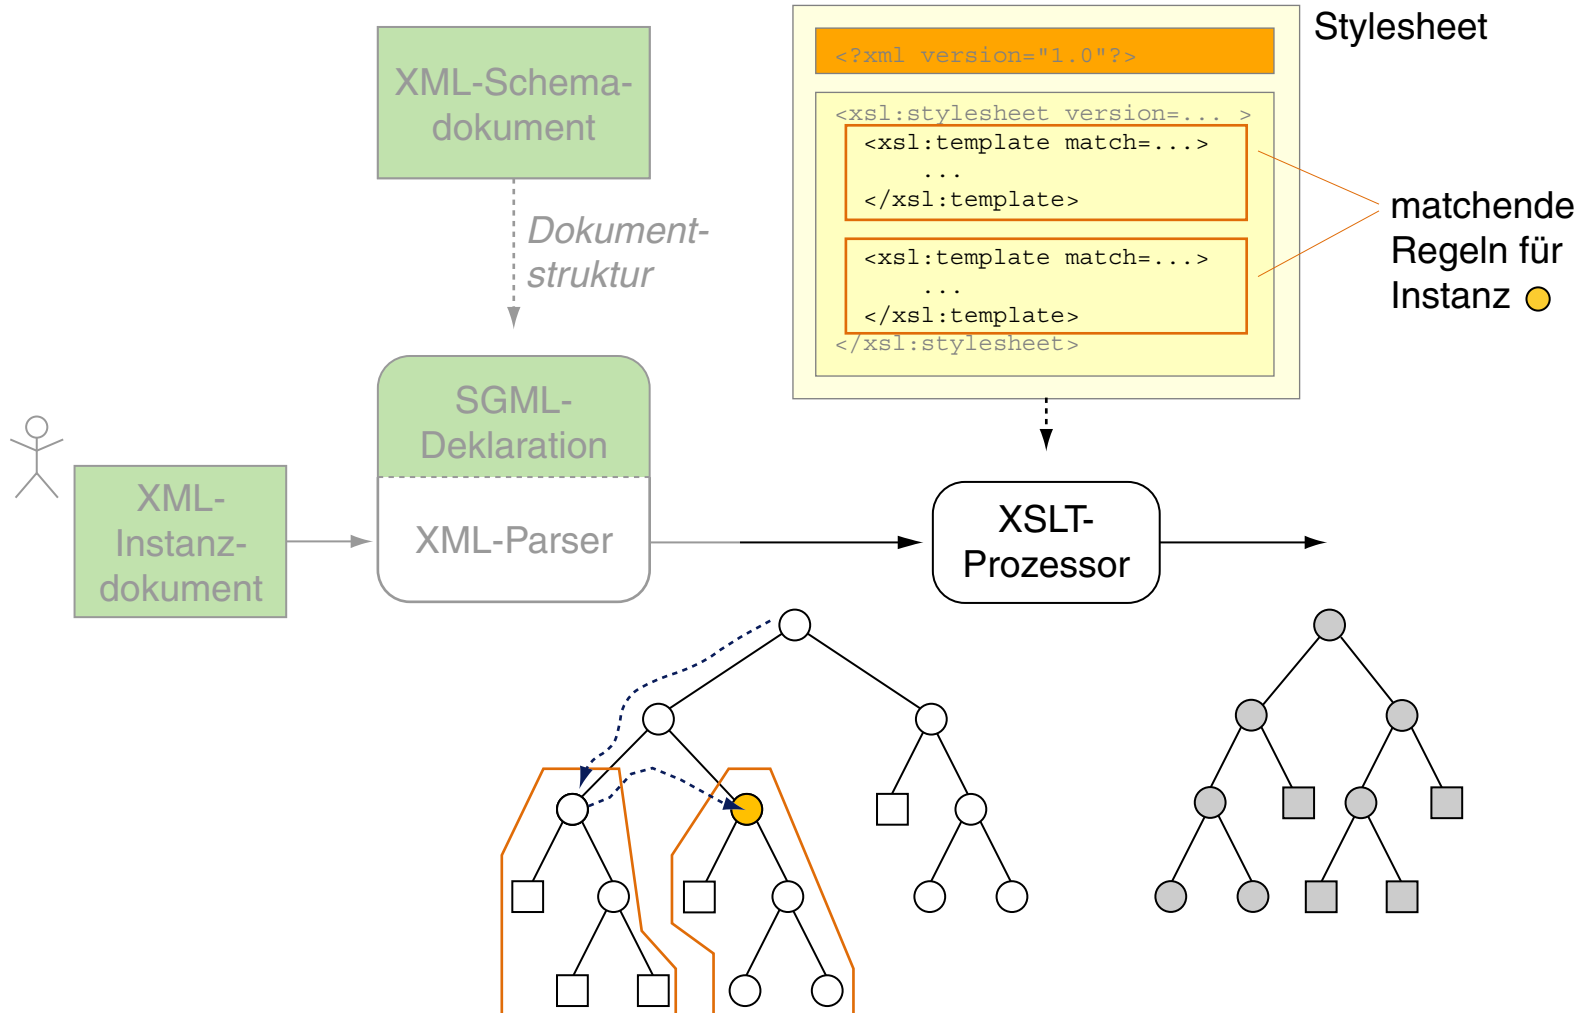 Stylesheet
<?xml version="1.0"?>
<xsl:stylesheet version=... >
<xsl:template match=...>
...
</xsl:template>
<xsl:template match=...>
...
</xsl:template>
</xsl:stylesheet>
matchende
Regeln für
Instanz
XML-Schema-
dokument
Dokument-
struktur
SGML-
Deklaration
XML-Parser
XML-
Instanz-
dokument
XSLT-
Prozessor